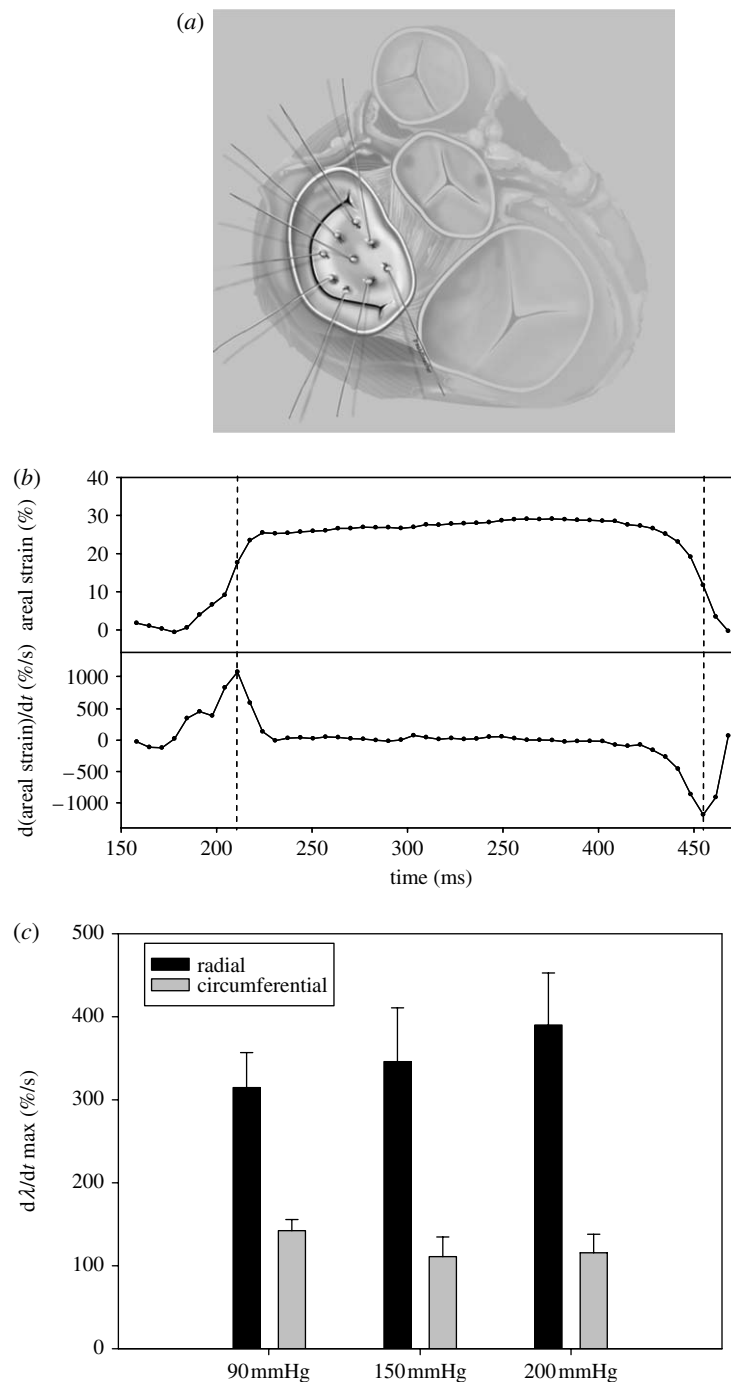 (a)
(b)
40
30
20
10
0
areal strain (%)
1000
500
0
−500
−1000
d(areal strain)/dt (%/s)
150 200 250 300 350 400 450
time (ms)
(c)
500
400
300
200
100
0
radial
circumferential
dλ/dt max (%/s)
90 mmHg 150 mmHg 200 mmHg